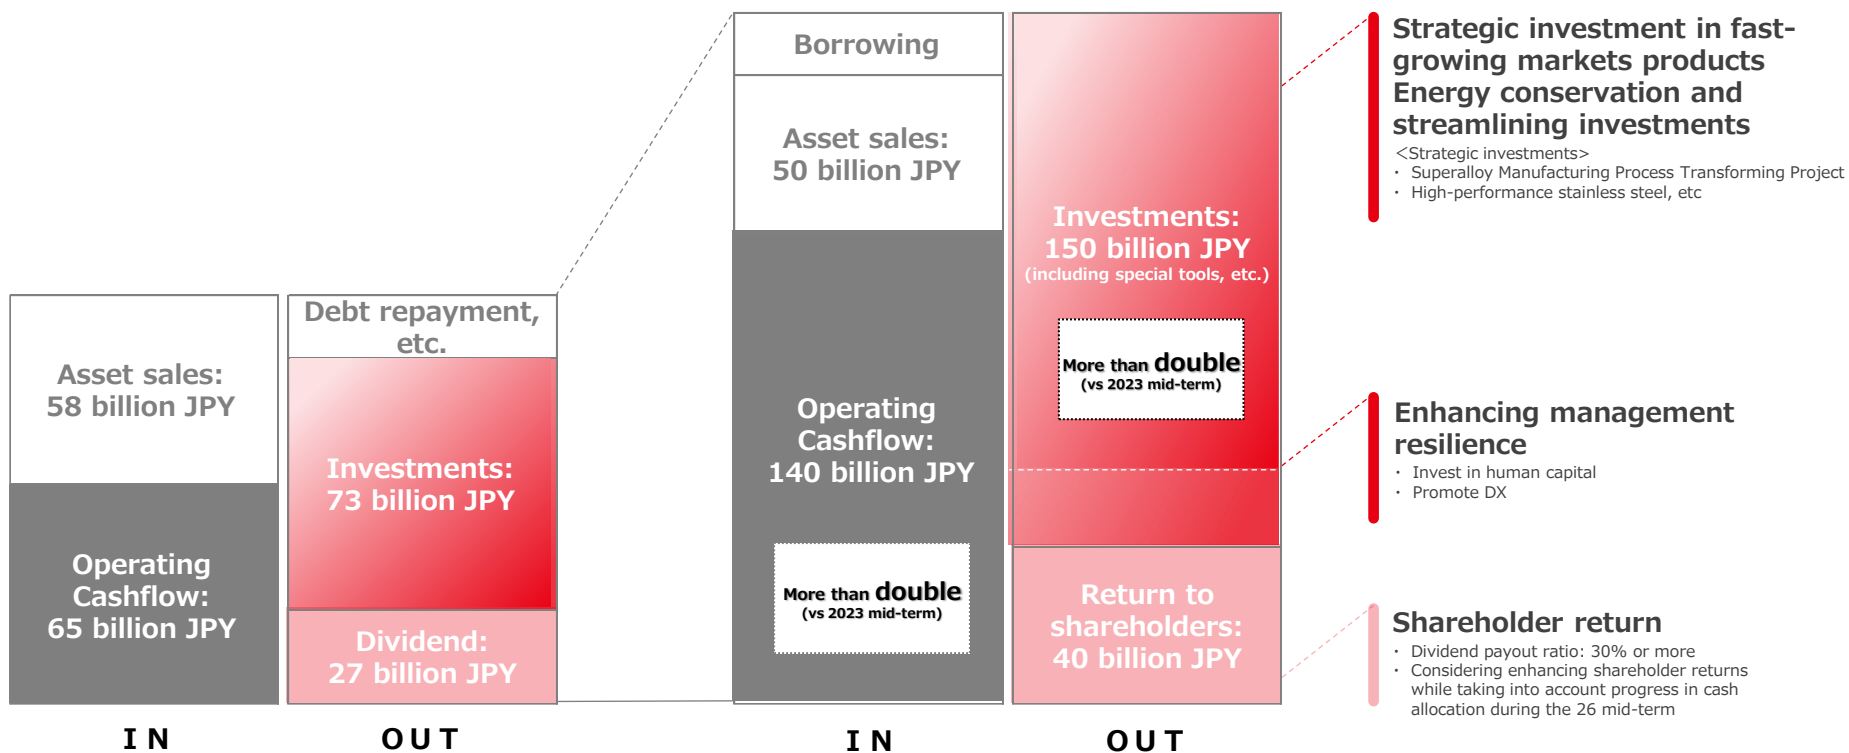 Asset sales:
58 billion JPY
Operating
Cashflow:
65 billion JPY
IN
Debt repayment,
etc.
Investments:
73 billion JPY
Dividend:
27 billion JPY
OUT
Borrowing
Asset sales:
50 billion JPY
Operating
Cashflow:
140 billion JPY
More than double
(vs 2023 mid-term)
IN
Investments:
150 billion JPY
(including special tools, etc.)
More than double
(vs 2023 mid-term)
Return to
shareholders:
40 billion JPY
OUT
Strategic investment in fast-
growing markets products
Energy conservation and
streamlining investments
<Strategic investments>
・ Superalloy Manufacturing Process Transforming Project
・ High-performance stainless steel, etc
Enhancing management
resilience
・ Invest in human capital
・ Promote DX
Shareholder return
・ Dividend payout ratio: 30% or more
・ Considering enhancing shareholder returns
while taking into account progress in cash
allocation during the 26 mid-term